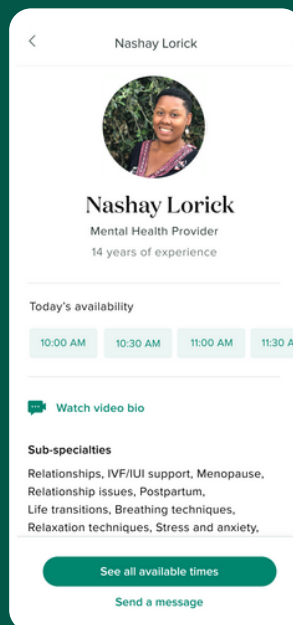 Nashay Lorick
Nashay Lorick
Mental Health Provider
14 years of experience
Today's availability
10:00 AM 10:30 AM 11:00 AM 11:30 A
Watch video bio
Sub-specialties
Relationships, IVF/IUI support, Menopause,
Relationship issues, Postpartum,
Life transitions, Breathing techniques,
Relaxation techniques, Stress and anxiety,
See all available times
Send a message